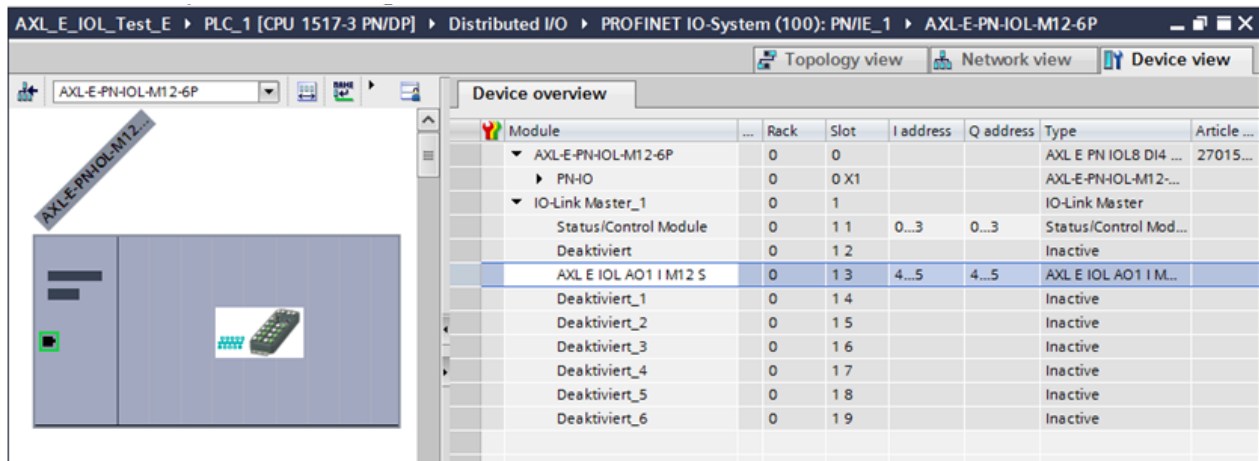 AXL_E_IOL_Test_E ▸ PLC_1 [CPU 1517-3 PN/DP] ▸ Distributed I/O ▸ PROFINET IO-System (100): PN/IE_1 ▸ AXL-E-PN-IOL-M12-6P
Topology view Network view Device view
AXL-E-PN-IOL-M12-6P
Device overview
AXL-E-PN-IOL-M12...
Module ... Rack Slot I address Q address Type Article ...
AXL-E-PN-IOL-M12-6P 0 0 AXL E PN IOL8 DI4 ... 27015...
PN-IO 0 0 X1 AXL-E-PN-IOL-M12-...
IO-Link Master_1 0 1 IO-Link Master
Status/Control Module 0 1 1 0...3 0...3 Status/Control Mod...
Deaktiviert 0 1 2 Inactive
AXL E IOL AO1 I M12 S 0 1 3 4...5 4...5 AXL E IOL AO1 I M...
Deaktiviert_1 0 1 4 Inactive
Deaktiviert_2 0 1 5 Inactive
Deaktiviert_3 0 1 6 Inactive
Deaktiviert_4 0 1 7 Inactive
Deaktiviert_5 0 1 8 Inactive
Deaktiviert_6 0 1 9 Inactive